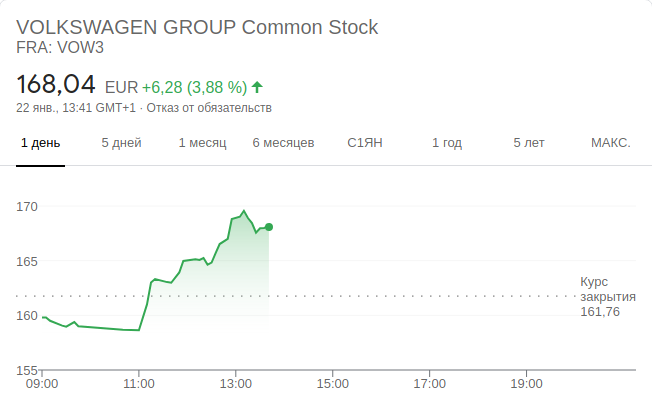 VOLKSWAGEN GROUP Common Stock
FRA: VOW3
168,04 EUR +6,28 (3,88 %)
22 янв., 13:41 GMT+1 · Отказ от обязательств
1 день 5 дней 1 месяц 6 месяцев С1ЯН 1 год 5 лет МАКС.
170
165
Курс
закрытия
161,76
160
155
09:00 11:00 13:00 15:00 17:00 19:00